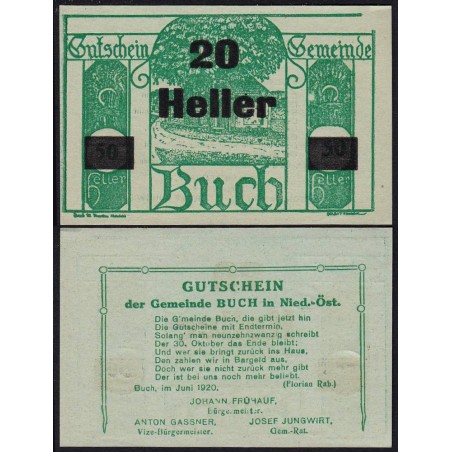 Gutschein Gemeinde
20
Heller
50 50
Heller Heller
Buch
GUTSCHEIN
der Gemeinde BUCH in Nied.-Öst.
Die G'meinde Buch, die gibt jetzt hin
Die Gutscheine mit Endtermin,
Solang' man neunzehnzwanzig schreibt
Der 30. Oktober das Ende bleibt;
Und wer sie bringt zurück ins Haus,
Den zahlen wir in Bargeld aus,
Doch wer sie nicht zurück mehr gibt
Der ist bei uns noch mehr beliebt.
Buch, im Juni 1920. (Florian Rab.)
JOHANN FRÜHAUF,
Bürgermeister.
ANTON GASSNER, JOSEF JUNGWIRT,
Vize-Bürgermeister. Gem.-Rat.